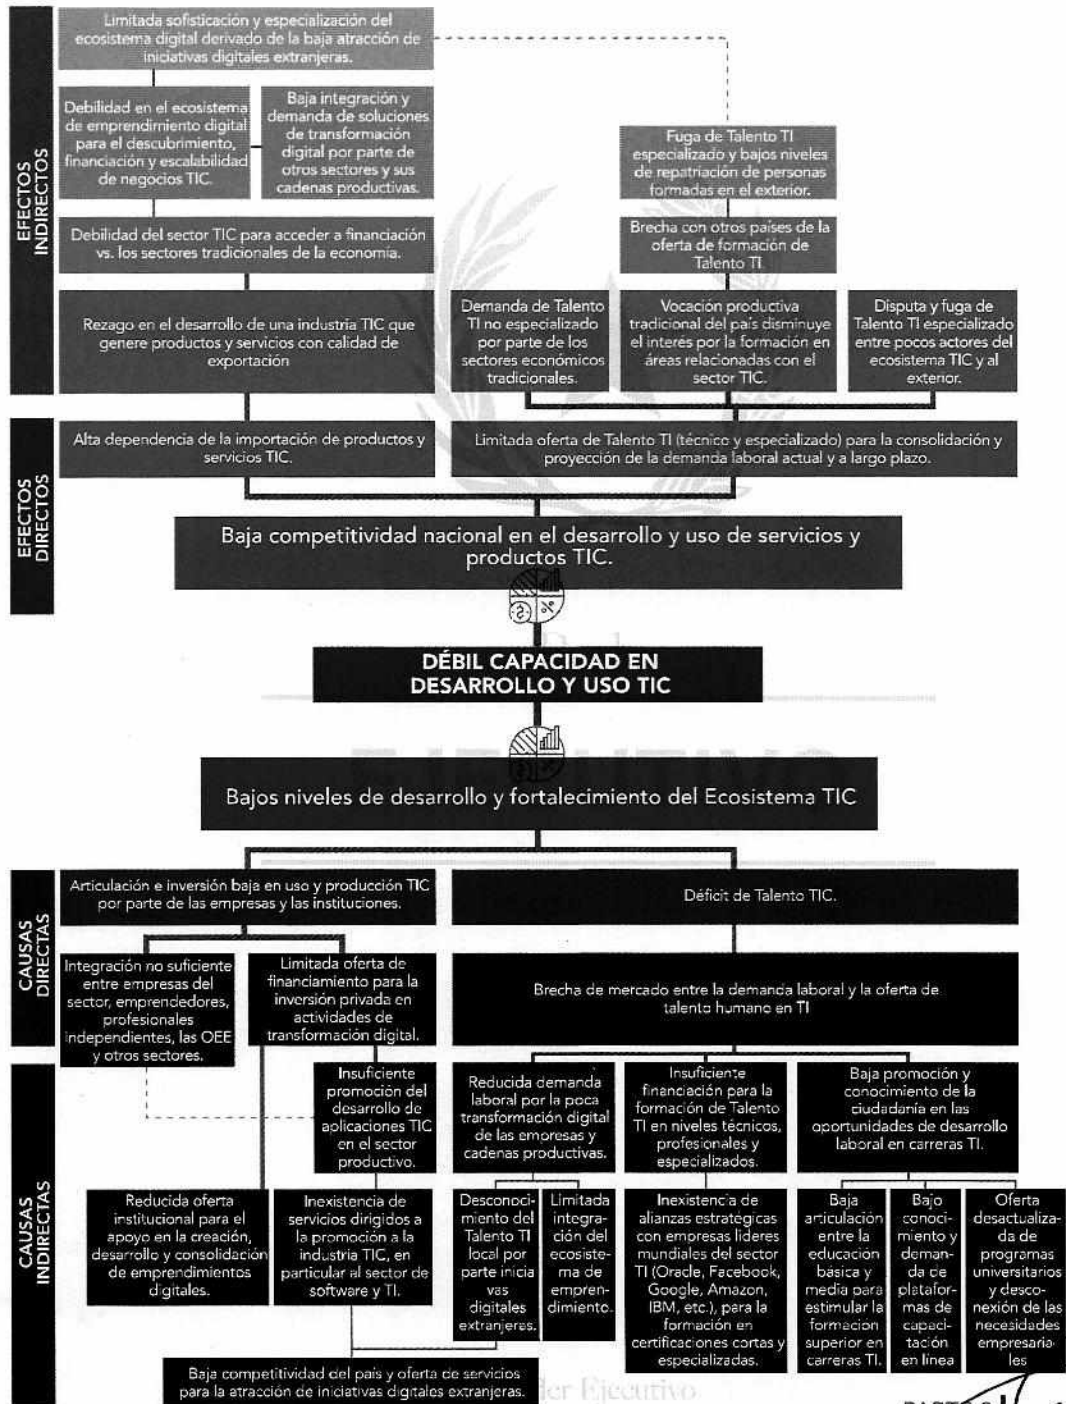 EFECTOS
INDIRECTOS
Limitada sofisticación y especialización del
ecosistema digital derivado de la baja atracción de
iniciativas digitales extranjeras.
Debilidad en el ecosistema
de emprendimiento digital
para el descubrimiento,
financiación y escalabilidad
de negocios TIC.
Baja integración y
demanda de soluciones
de transformación
digital por parte de
otros sectores y sus
cadenas productivas.
Fuga de Talento TI
especializado y bajos niveles
de repatriación de personas
formadas en el exterior.
Debilidad del sector TIC para acceder a financiación
vs. los sectores tradicionales de la economía.
Brecha con otros países de la
oferta de formación de
Talento TI.
Rezago en el desarrollo de una industria TIC que
genere productos y servicios con calidad de
exportación
Demanda de Talento
TI no especializado
por parte de los
sectores económicos
tradicionales.
Vocación productiva
tradicional del país disminuye
el interés por la formación en
áreas relacionadas con el
sector TIC.
Disputa y fuga de
Talento TI especializado
entre pocos actores del
ecosistema TIC y al
exterior.
EFECTOS
DIRECTOS
Alta dependencia de la importación de productos y
servicios TIC.
Limitada oferta de Talento TI (técnico y especializado) para la consolidación y
proyección de la demanda laboral actual y a largo plazo.
Baja competitividad nacional en el desarrollo y uso de servicios y
productos TIC.
DÉBIL CAPACIDAD EN
DESARROLLO Y USO TIC
Bajos niveles de desarrollo y fortalecimiento del Ecosistema TIC
CAUSAS
DIRECTAS
Articulación e inversión baja en uso y producción TIC
por parte de las empresas y las instituciones.
Déficit de Talento TIC.
Integración no suficiente
entre empresas del
sector, emprendedores,
profesionales
independientes, las OEE
y otros sectores.
Limitada oferta de
financiamiento para la
inversión privada en
actividades de
transformación digital.
Brecha de mercado entre la demanda laboral y la oferta de
talento humano en TI
CAUSAS
INDIRECTAS
Insuficiente
promoción del
desarrollo de
aplicaciones TIC
en el sector
productivo.
Reducida demanda
laboral por la poca
transformación digital
de las empresas y
cadenas productivas.
Insuficiente
financiación para la
formación de Talento
TI en niveles técnicos,
profesionales y
especializados.
Baja promoción y
conocimiento de la
ciudadanía en las
oportunidades de desarrollo
laboral en carreras TI.
Reducida oferta
institucional para el
apoyo en la creación,
desarrollo y consolidación
de emprendimientos
digitales.
Inexistencia de
servicios dirigidos a
la promoción a la
industria TIC, en
particular al sector de
software y TI.
Desconoci-
miento del
Talento TI
local por
parte inicia
vas
digitales
extranjeras.
Limitada
integra-
ción del
ecosiste-
ma de
empren-
dimiento.
Inexistencia de
alianzas estratégicas
con empresas lideres
mundiales del sector
TI (Oracle, Facebook,
Google, Amazon,
IBM, etc.), para la
formación en
certificaciones cortas y
especializadas.
Baja
articulación
entre la
educación
básica y
media para
estimular la
formación
superior en
carreras TI.
Bajo
conoci-
miento y
deman-
da de
platafor-
mas de
capaci-
tación
en línea
Oferta
desactualiza-
da de
programas
universitarios
y desco-
nexión de las
necesidades
empresaria-
les
Baja competitividad del país y oferta de servicios
para la atracción de iniciativas digitales extranjeras.
Ejecutivo